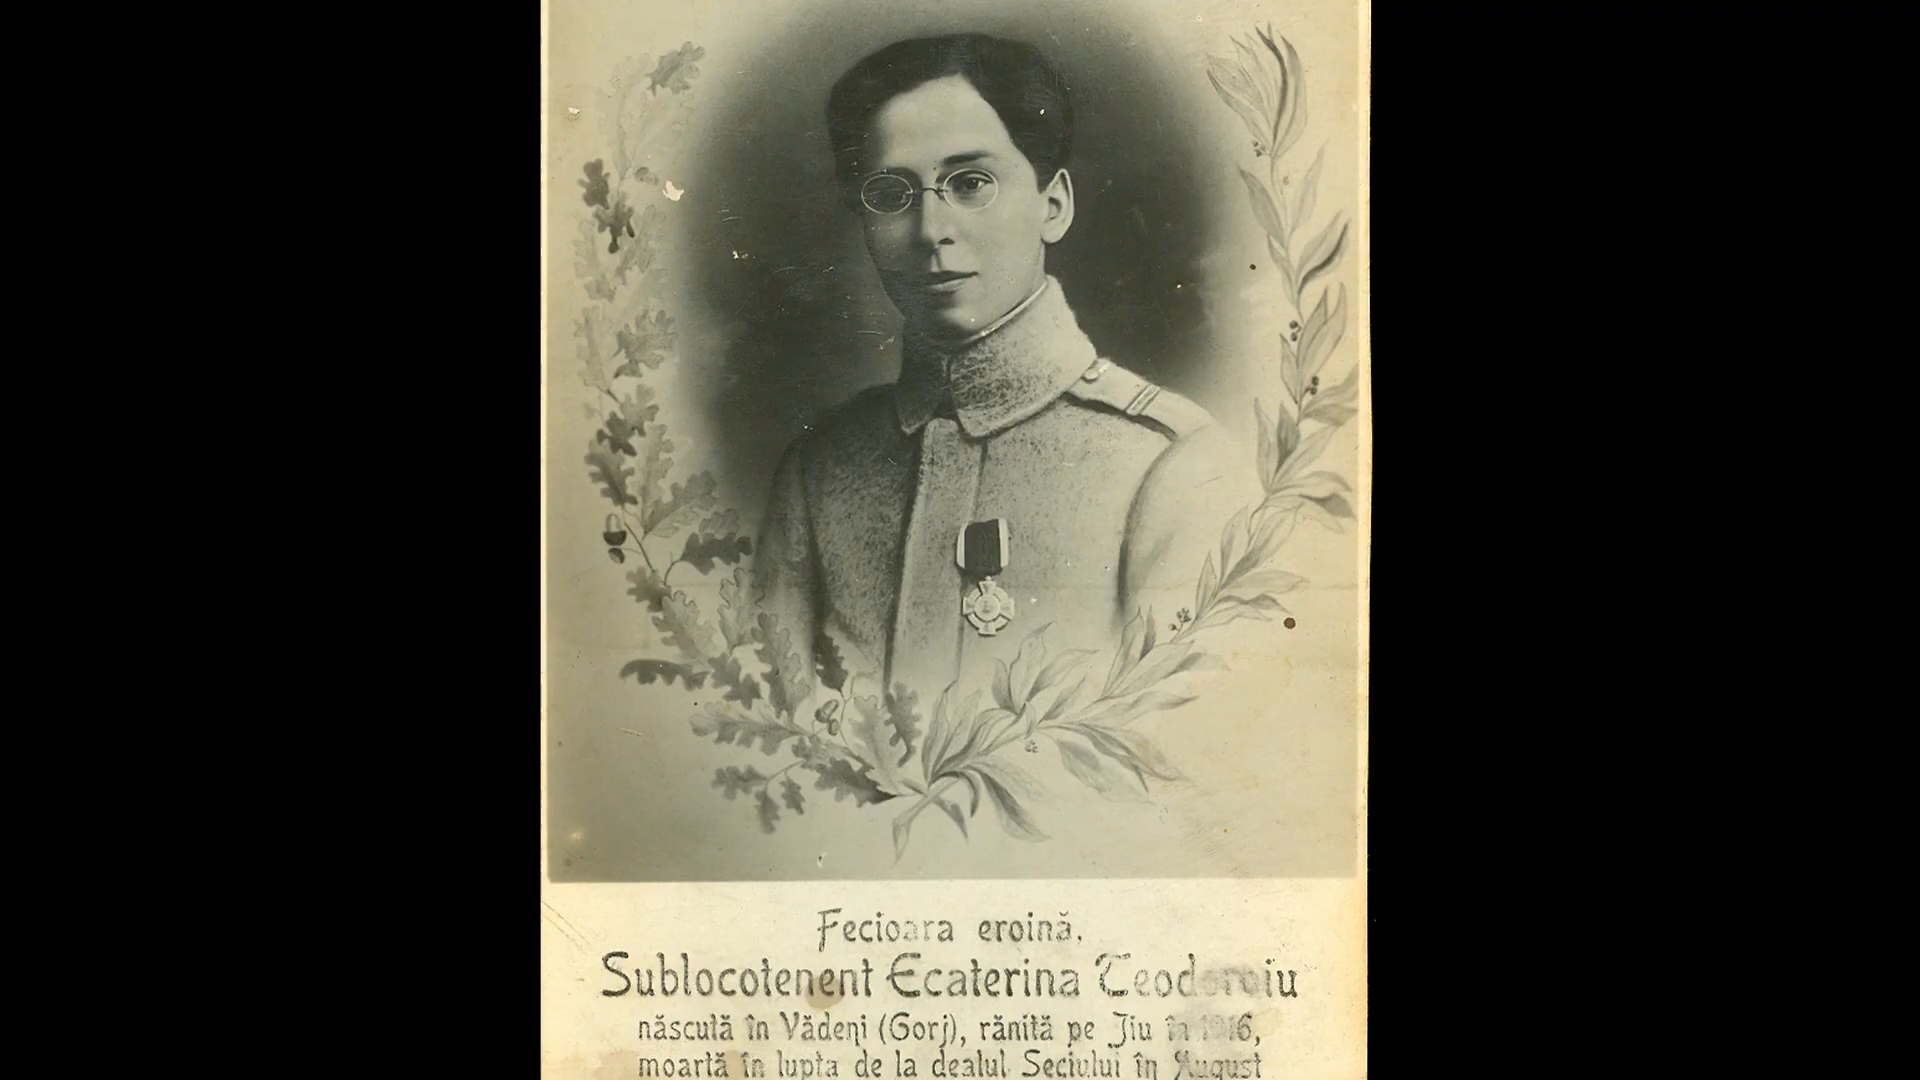 Fecioara eroină,
Sublocotenent Ecaterina Teodoroiu
născută în Vădeni (Gorj), rănită pe Jiu în 1916,
moartă în lupta de la dealul Seciului în August